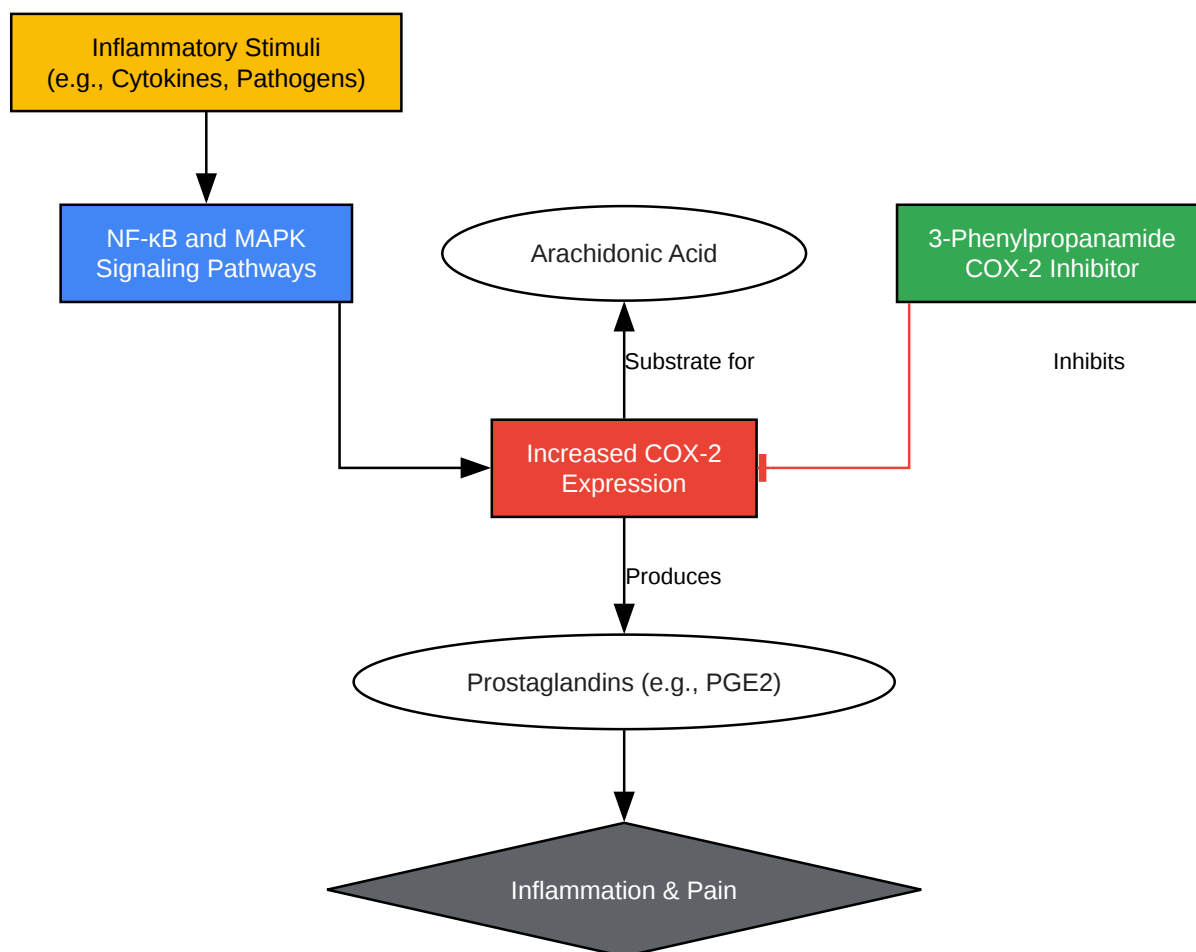 Inflammatory Stimuli
(e.g., Cytokines, Pathogens)
NF-κB and MAPK
Signaling Pathways
Arachidonic Acid
3-Phenylpropanamide
COX-2 Inhibitor
Substrate for
Inhibits
Increased COX-2
Expression
Produces
Prostaglandins (e.g., PGE2)
Inflammation & Pain